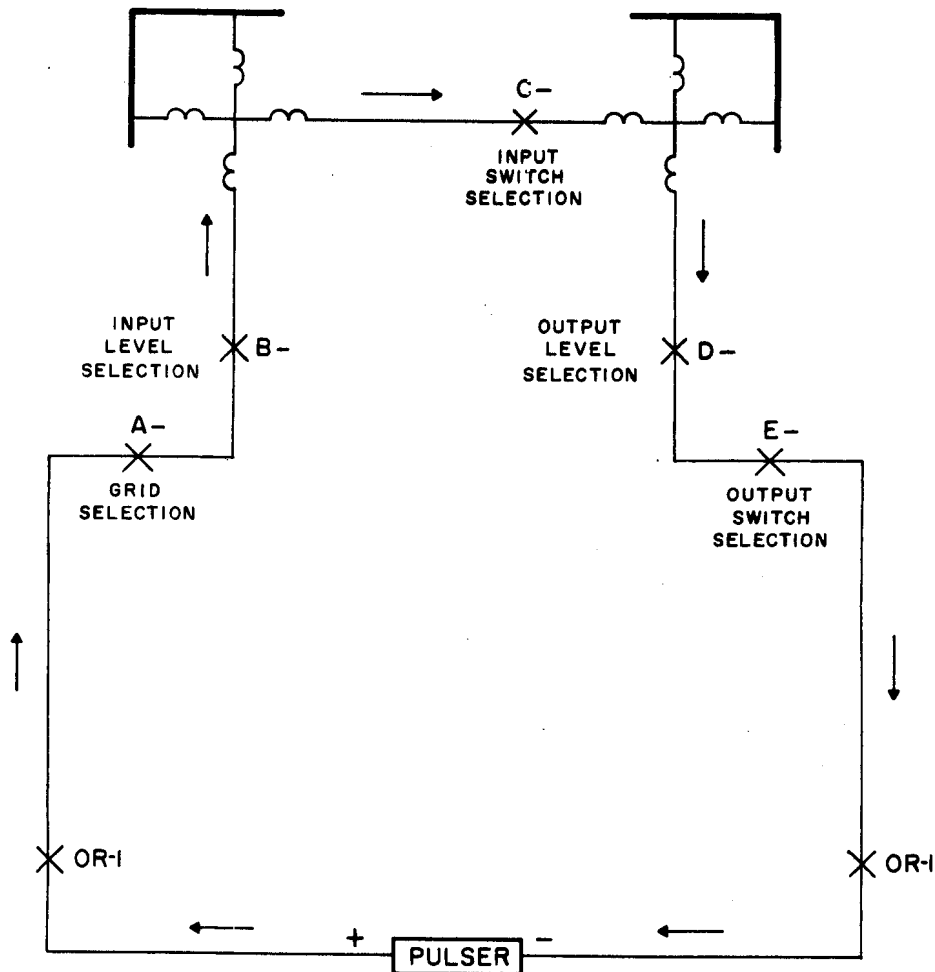 C-
INPUT
SWITCH
SELECTION
INPUT
LEVEL
SELECTION
B-
OUTPUT
LEVEL
SELECTION
D-
A-
GRID
SELECTION
E-
OUTPUT
SWITCH
SELECTION
OR-1
OR-1
+
PULSER
-